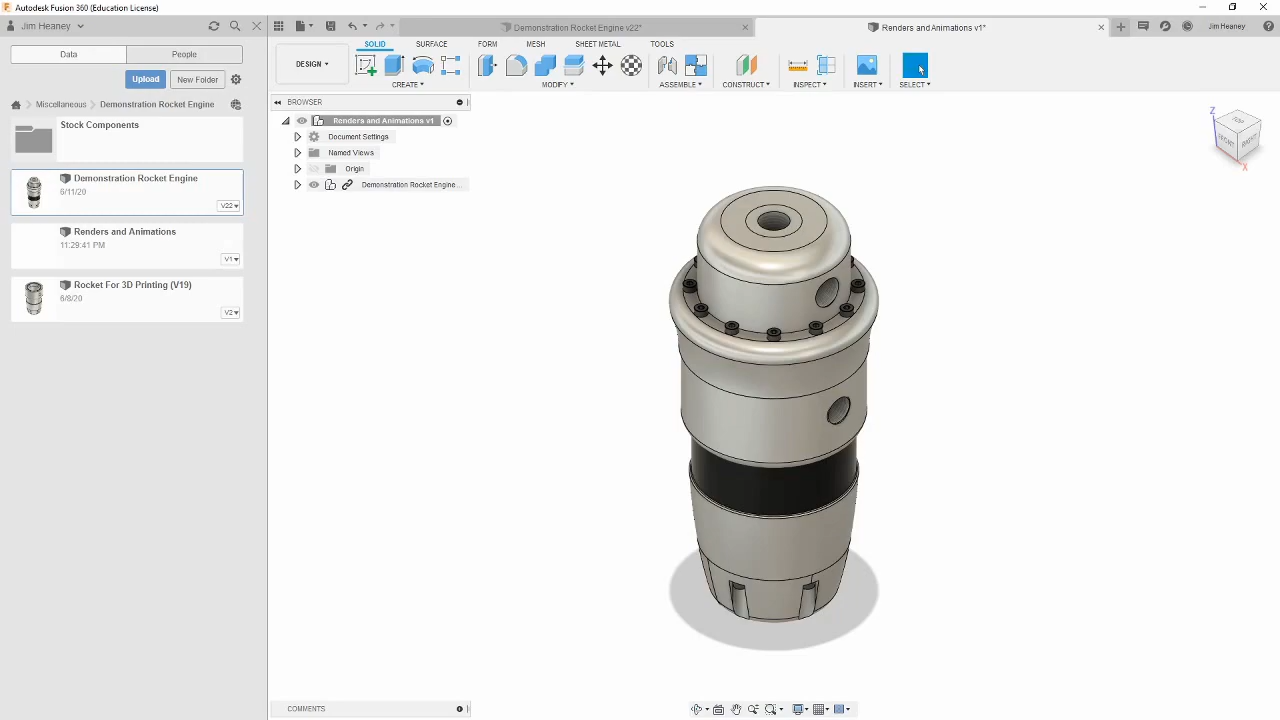 Autodesk Fusion 360 (Education License)
Jim Heaney
Demonstration Rocket Engine v22*
Renders and Animations v1*
Jim Heaney
Data
People
Upload
New Folder
Miscellaneous
Demonstration Rocket Engine
Stock Components
Demonstration Rocket Engine
6/11/20
V22
Renders and Animations
11:29:41 PM
V1
Rocket For 3D Printing (V19)
6/8/20
V2
DESIGN
SOLID
SURFACE
FORM
MESH
SHEET METAL
TOOLS
CREATE
MODIFY
ASSEMBLE
CONSTRUCT
INSPECT
INSERT
SELECT
BROWSER
Renders and Animations v1
Document Settings
Named Views
Origin
Demonstration Rocket Engine...
Z
TOP
FRONT
RIGHT
X
COMMENTS